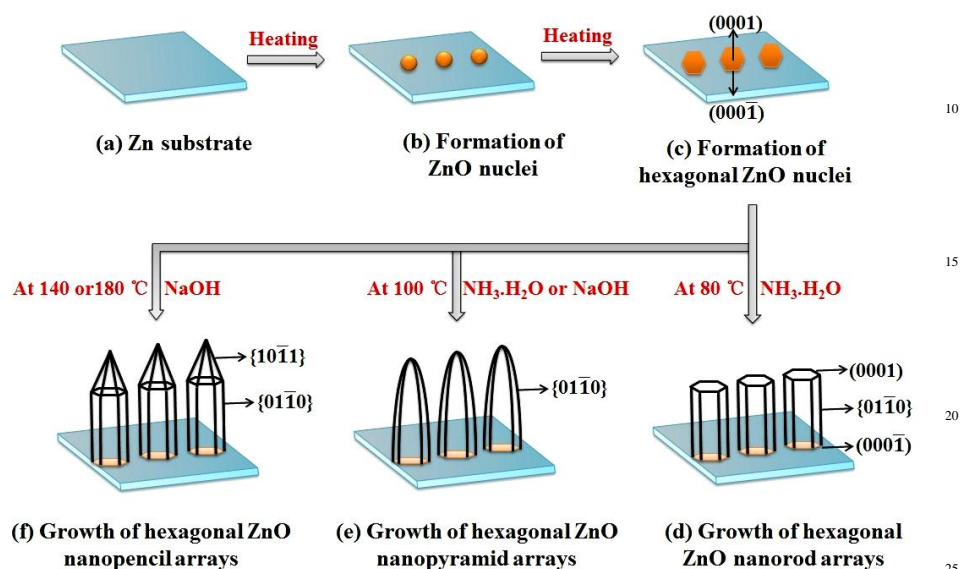 Heating
Heating
(0001)
(0001̅)
(a) Zn substrate
(b) Formation of
ZnO nuclei
(c) Formation of
hexagonal ZnO nuclei
10
15
At 140 or180 ℃ NaOH
At 100 ℃ NH₃.H₂O or NaOH
At 80 ℃ NH₃.H₂O
{101̅1}
{011̅0}
{011̅0}
(0001)
{011̅0}
(0001̅)
20
(f) Growth of hexagonal ZnO
nanopencil arrays
(e) Growth of hexagonal ZnO
nanopyramid arrays
(d) Growth of hexagonal
ZnO nanorod arrays
25